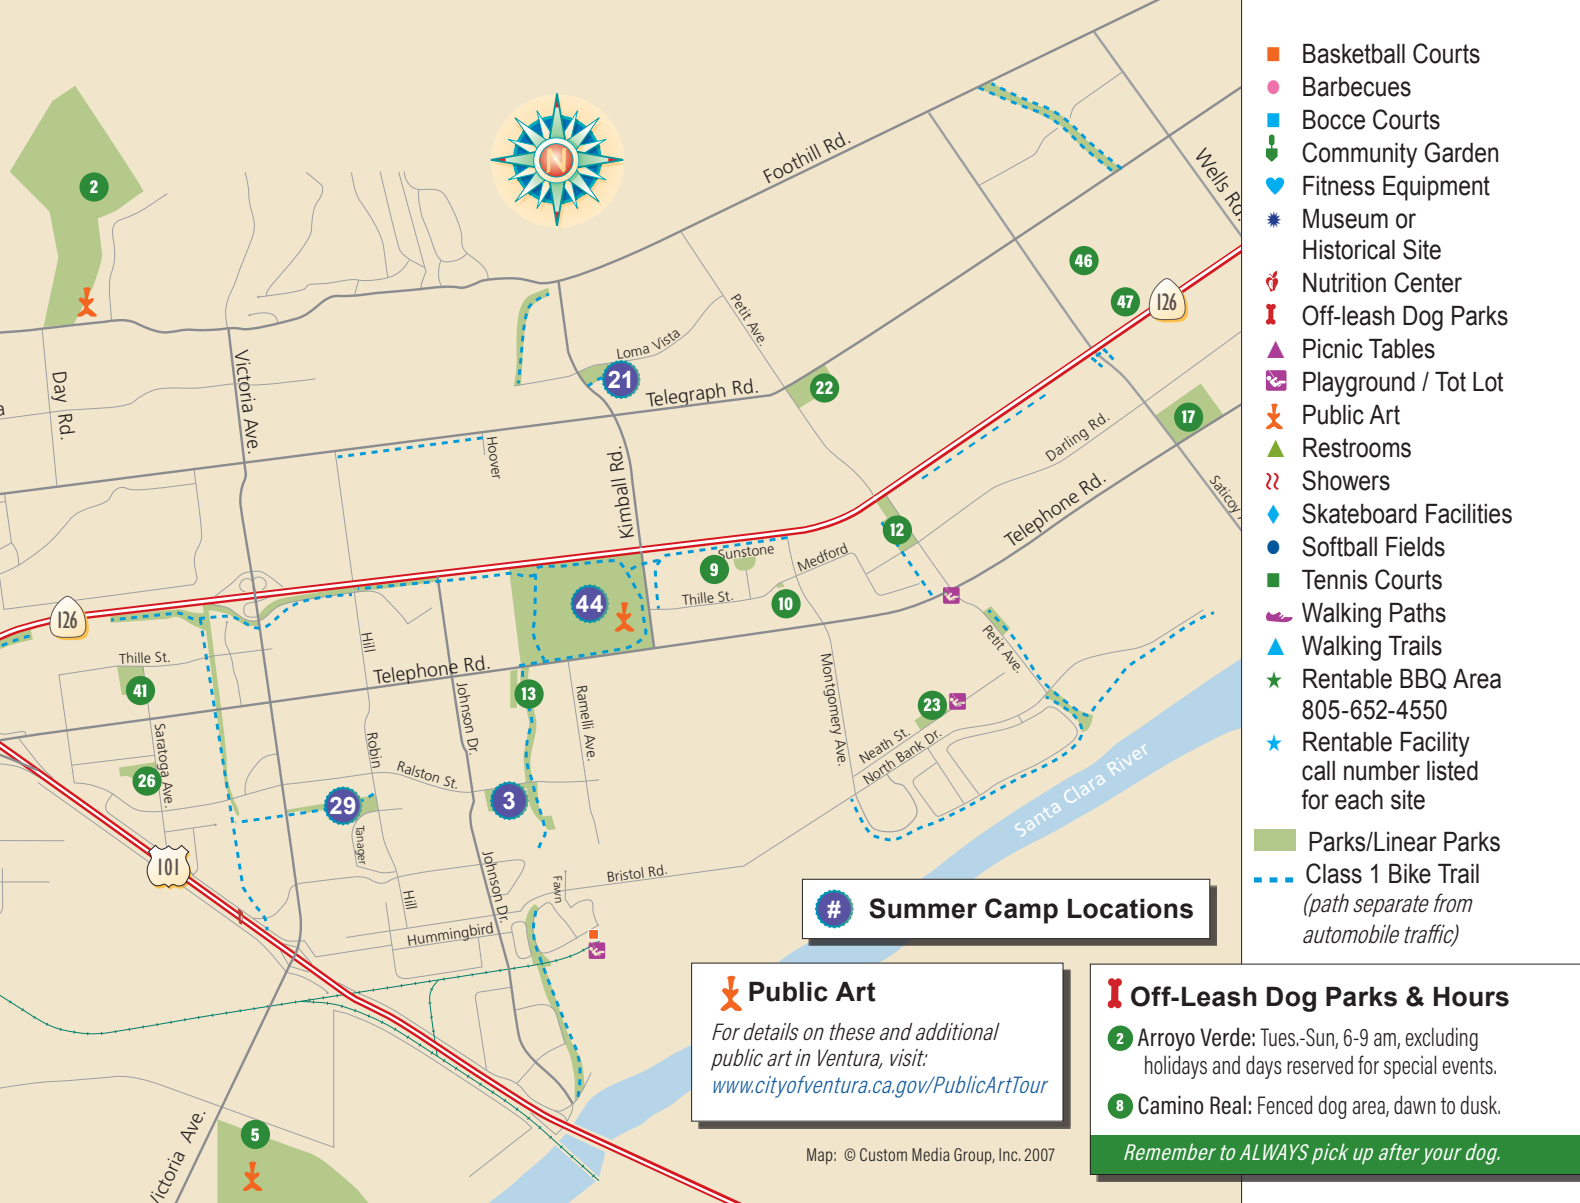 Basketball Courts
Barbecues
Bocce Courts
Community Garden
Fitness Equipment
Museum or
Historical Site
Nutrition Center
Off-leash Dog Parks
Picnic Tables
Playground / Tot Lot
Public Art
Restrooms
Showers
Skateboard Facilities
Softball Fields
Tennis Courts
Walking Paths
Walking Trails
Rentable BBQ Area
805-652-4550
Rentable Facility
call number listed
for each site
Parks/Linear Parks
Class 1 Bike Trail
(path separate from
automobile traffic)
N
Foothill Rd.
Wells Rd.
2
46
47
126
Petit Ave.
Loma Vista
21
Telegraph Rd.
22
17
Day Rd.
Victoria Ave.
a
Hoover
Kimball Rd.
Darling Rd.
Telephone Rd.
Saticoy
12
Sunstone
Medford
9
Thille St.
10
44
126
Hill
Telephone Rd.
Thille St.
41
13
Johnson Dr.
Ramelli Ave.
Montgomery Ave.
Petit Ave.
23
Neath St.
North Bank Dr.
Saratoga Ave.
Robin
Ralston St.
26
29
3
Tanager
Santa Clara River
101
Johnson Dr.
Fawn
Bristol Rd.
Hill
Hummingbird
# Summer Camp Locations
Public Art
For details on these and additional
public art in Ventura, visit:
www.cityofventura.ca.gov/PublicArtTour
Off-Leash Dog Parks & Hours
2 Arroyo Verde: Tues.-Sun, 6-9 am, excluding
holidays and days reserved for special events.
8 Camino Real: Fenced dog area, dawn to dusk.
Remember to ALWAYS pick up after your dog.
Victoria Ave.
5
Map: © Custom Media Group, Inc. 2007